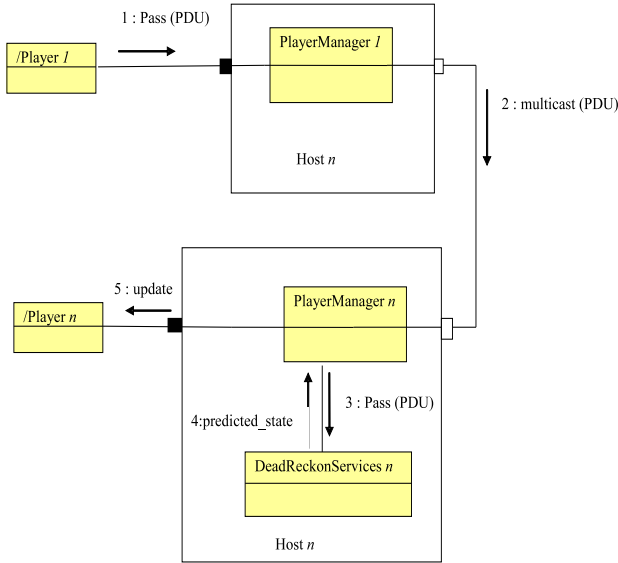 1 : Pass (PDU)
/Player 1
PlayerManager 1
2 : multicast (PDU)
Host n
5 : update
/Player n
PlayerManager n
3 : Pass (PDU)
4:predicted_state
DeadReckonServices n
Host n